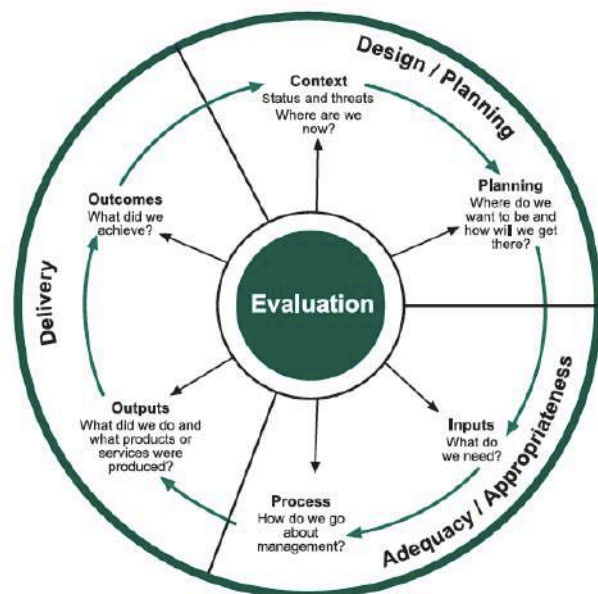 Design / Planning
Context
Status and threats
Where are we
now?
Planning
Where do we
want to be and
how will we get
there?
Outcomes
What did we
achieve?
Delivery
Evaluation
Outputs
What did we do and
what products or
services were
produced?
Inputs
What do
we need?
Process
How do we go
about
management?
Adequacy / Appropriateness